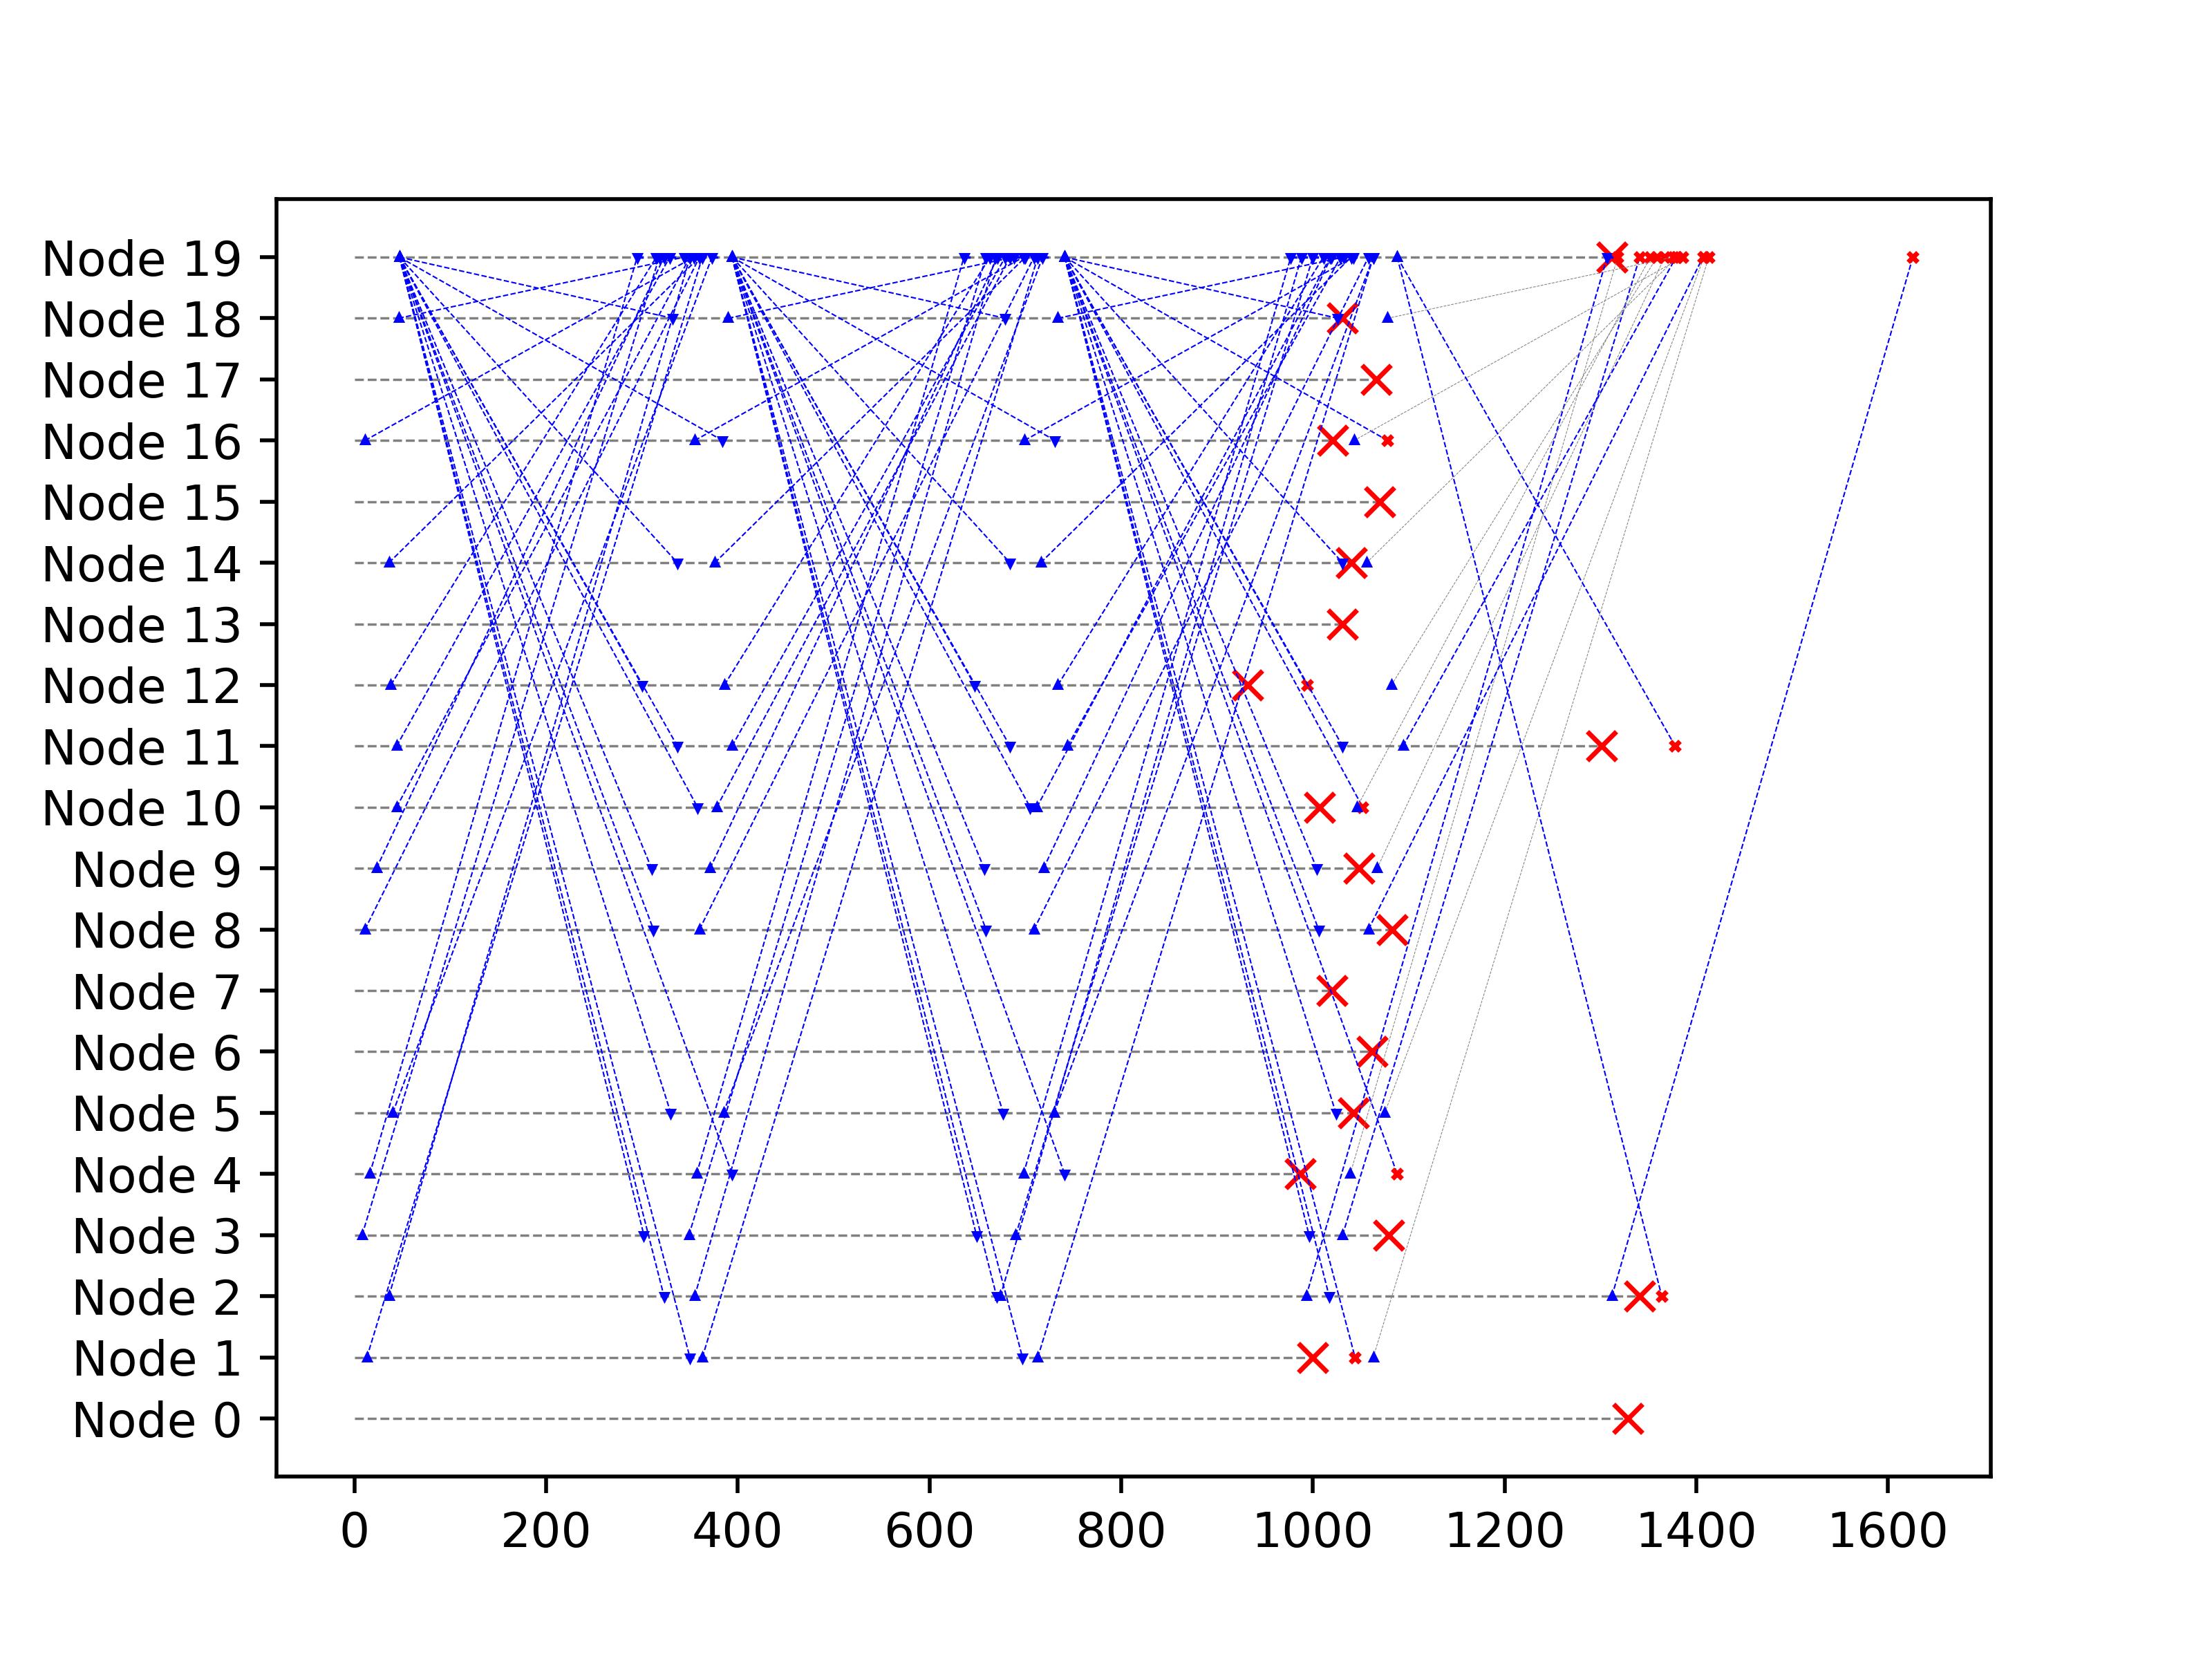 Node 19
Node 18
Node 17
Node 16
Node 15
Node 14
Node 13
Node 12
Node 11
Node 10
Node 9
Node 8
Node 7
Node 6
Node 5
Node 4
Node 3
Node 2
Node 1
Node 0
0 200 400 600 800 1000 1200 1400 1600